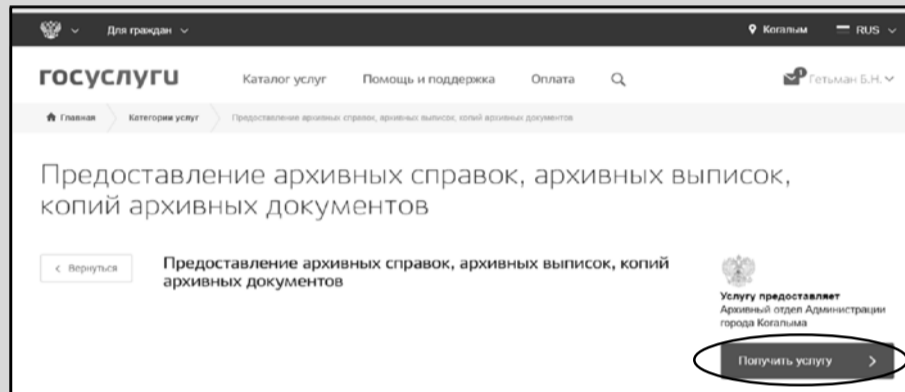 Для граждан
Когалым RUS
госуслуги Каталог услуг Помощь и поддержка Оплата Гетьман Б.Н.
Главная Категории услуг Предоставление архивных справок, архивных выписок, копий архивных документов
Предоставление архивных справок, архивных выписок,
копий архивных документов
Вернуться
Предоставление архивных справок, архивных выписок, копий
архивных документов
Услугу предоставляет
Архивный отдел Администрации
города Когалыма
Получить услугу